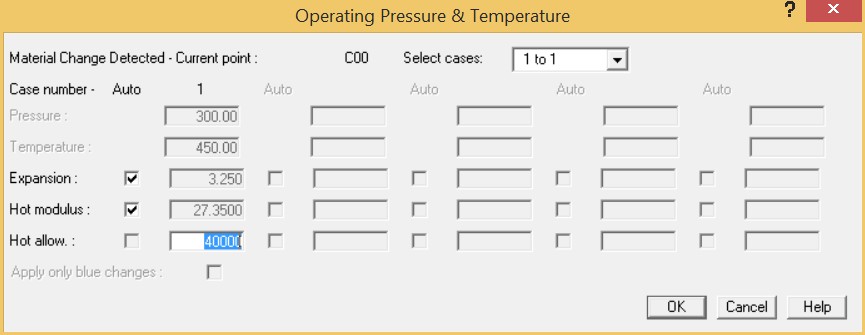 Operating Pressure & Temperature ? x
Material Change Detected - Current point : C00 Select cases: 1 to 1
Case number - Auto 1 Auto Auto Auto Auto
Pressure : 300.00
Temperature : 450.00
Expansion : 3.250
Hot modulus : 27.3500
Hot allow. : 40000
Apply only blue changes :
OK Cancel Help